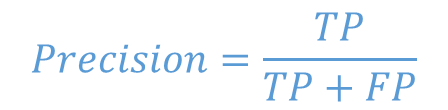 Precision = TP / TP + FP